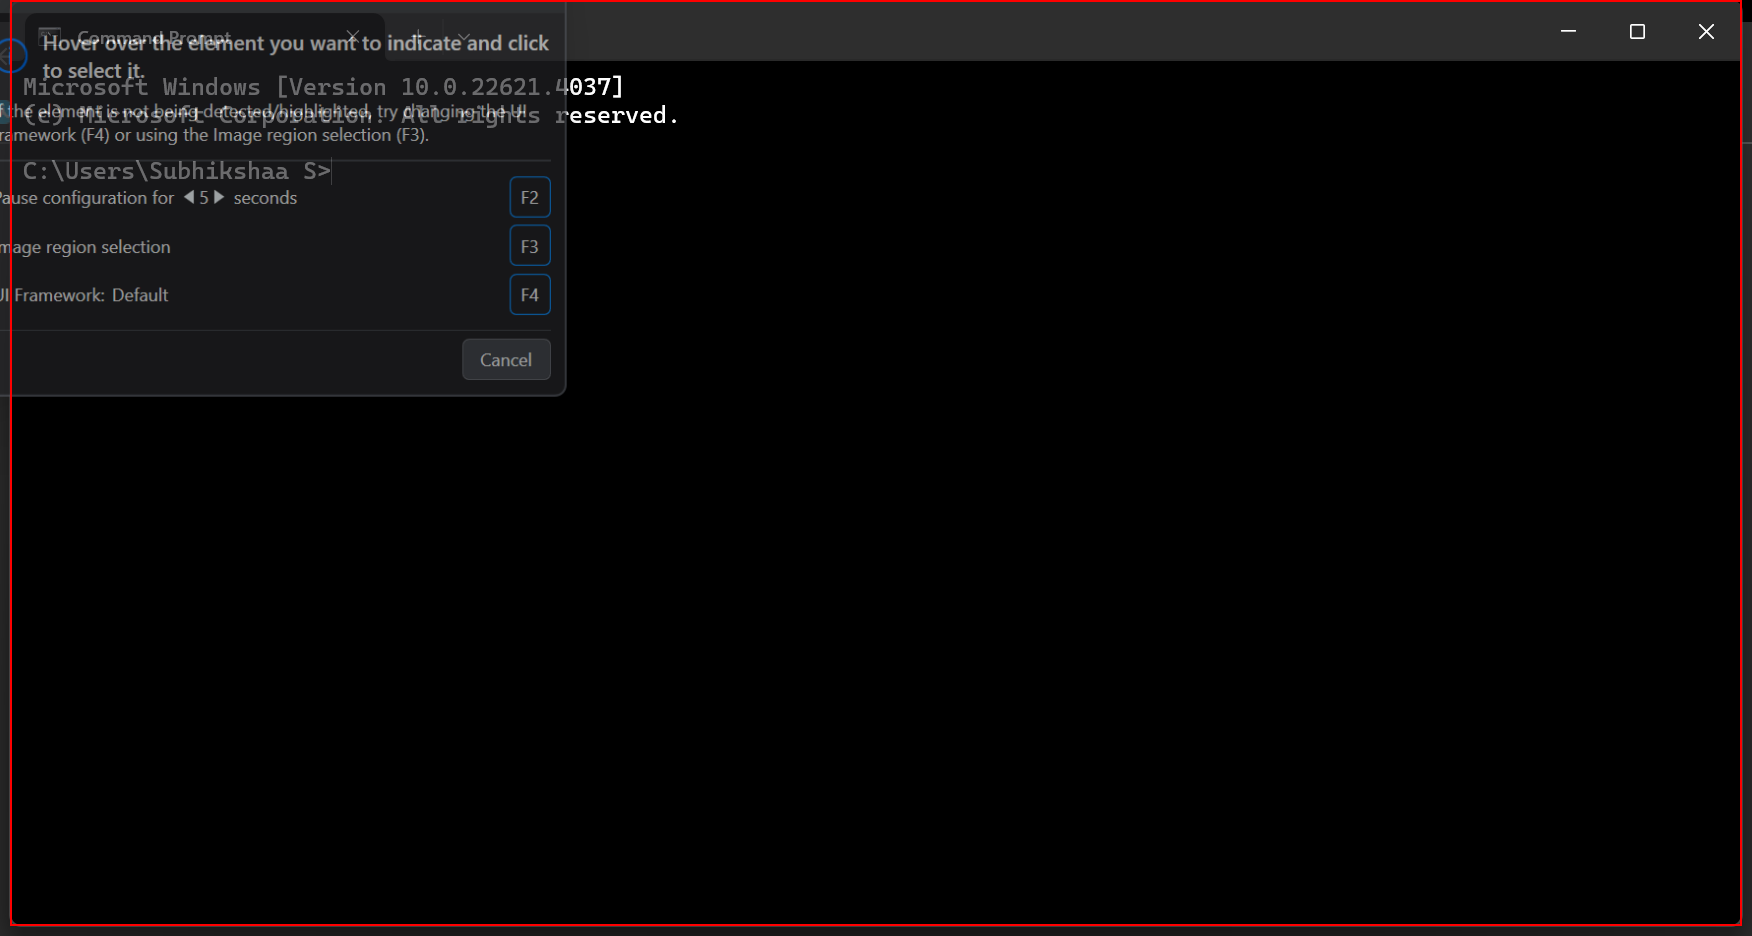 Command Prompt
Hover over the element you want to indicate and click
to select it.
Microsoft Windows [Version 10.0.22621.4037]
the element is not being detected/highlighted, try changing the UI
(c) Microsoft Corporation. All rights reserved.
ramework (F4) or using the Image region selection (F3).
C:\Users\Subhikshaa S>
Pause configuration for 5 seconds F2
mage region selection F3
UI Framework: Default F4
Cancel